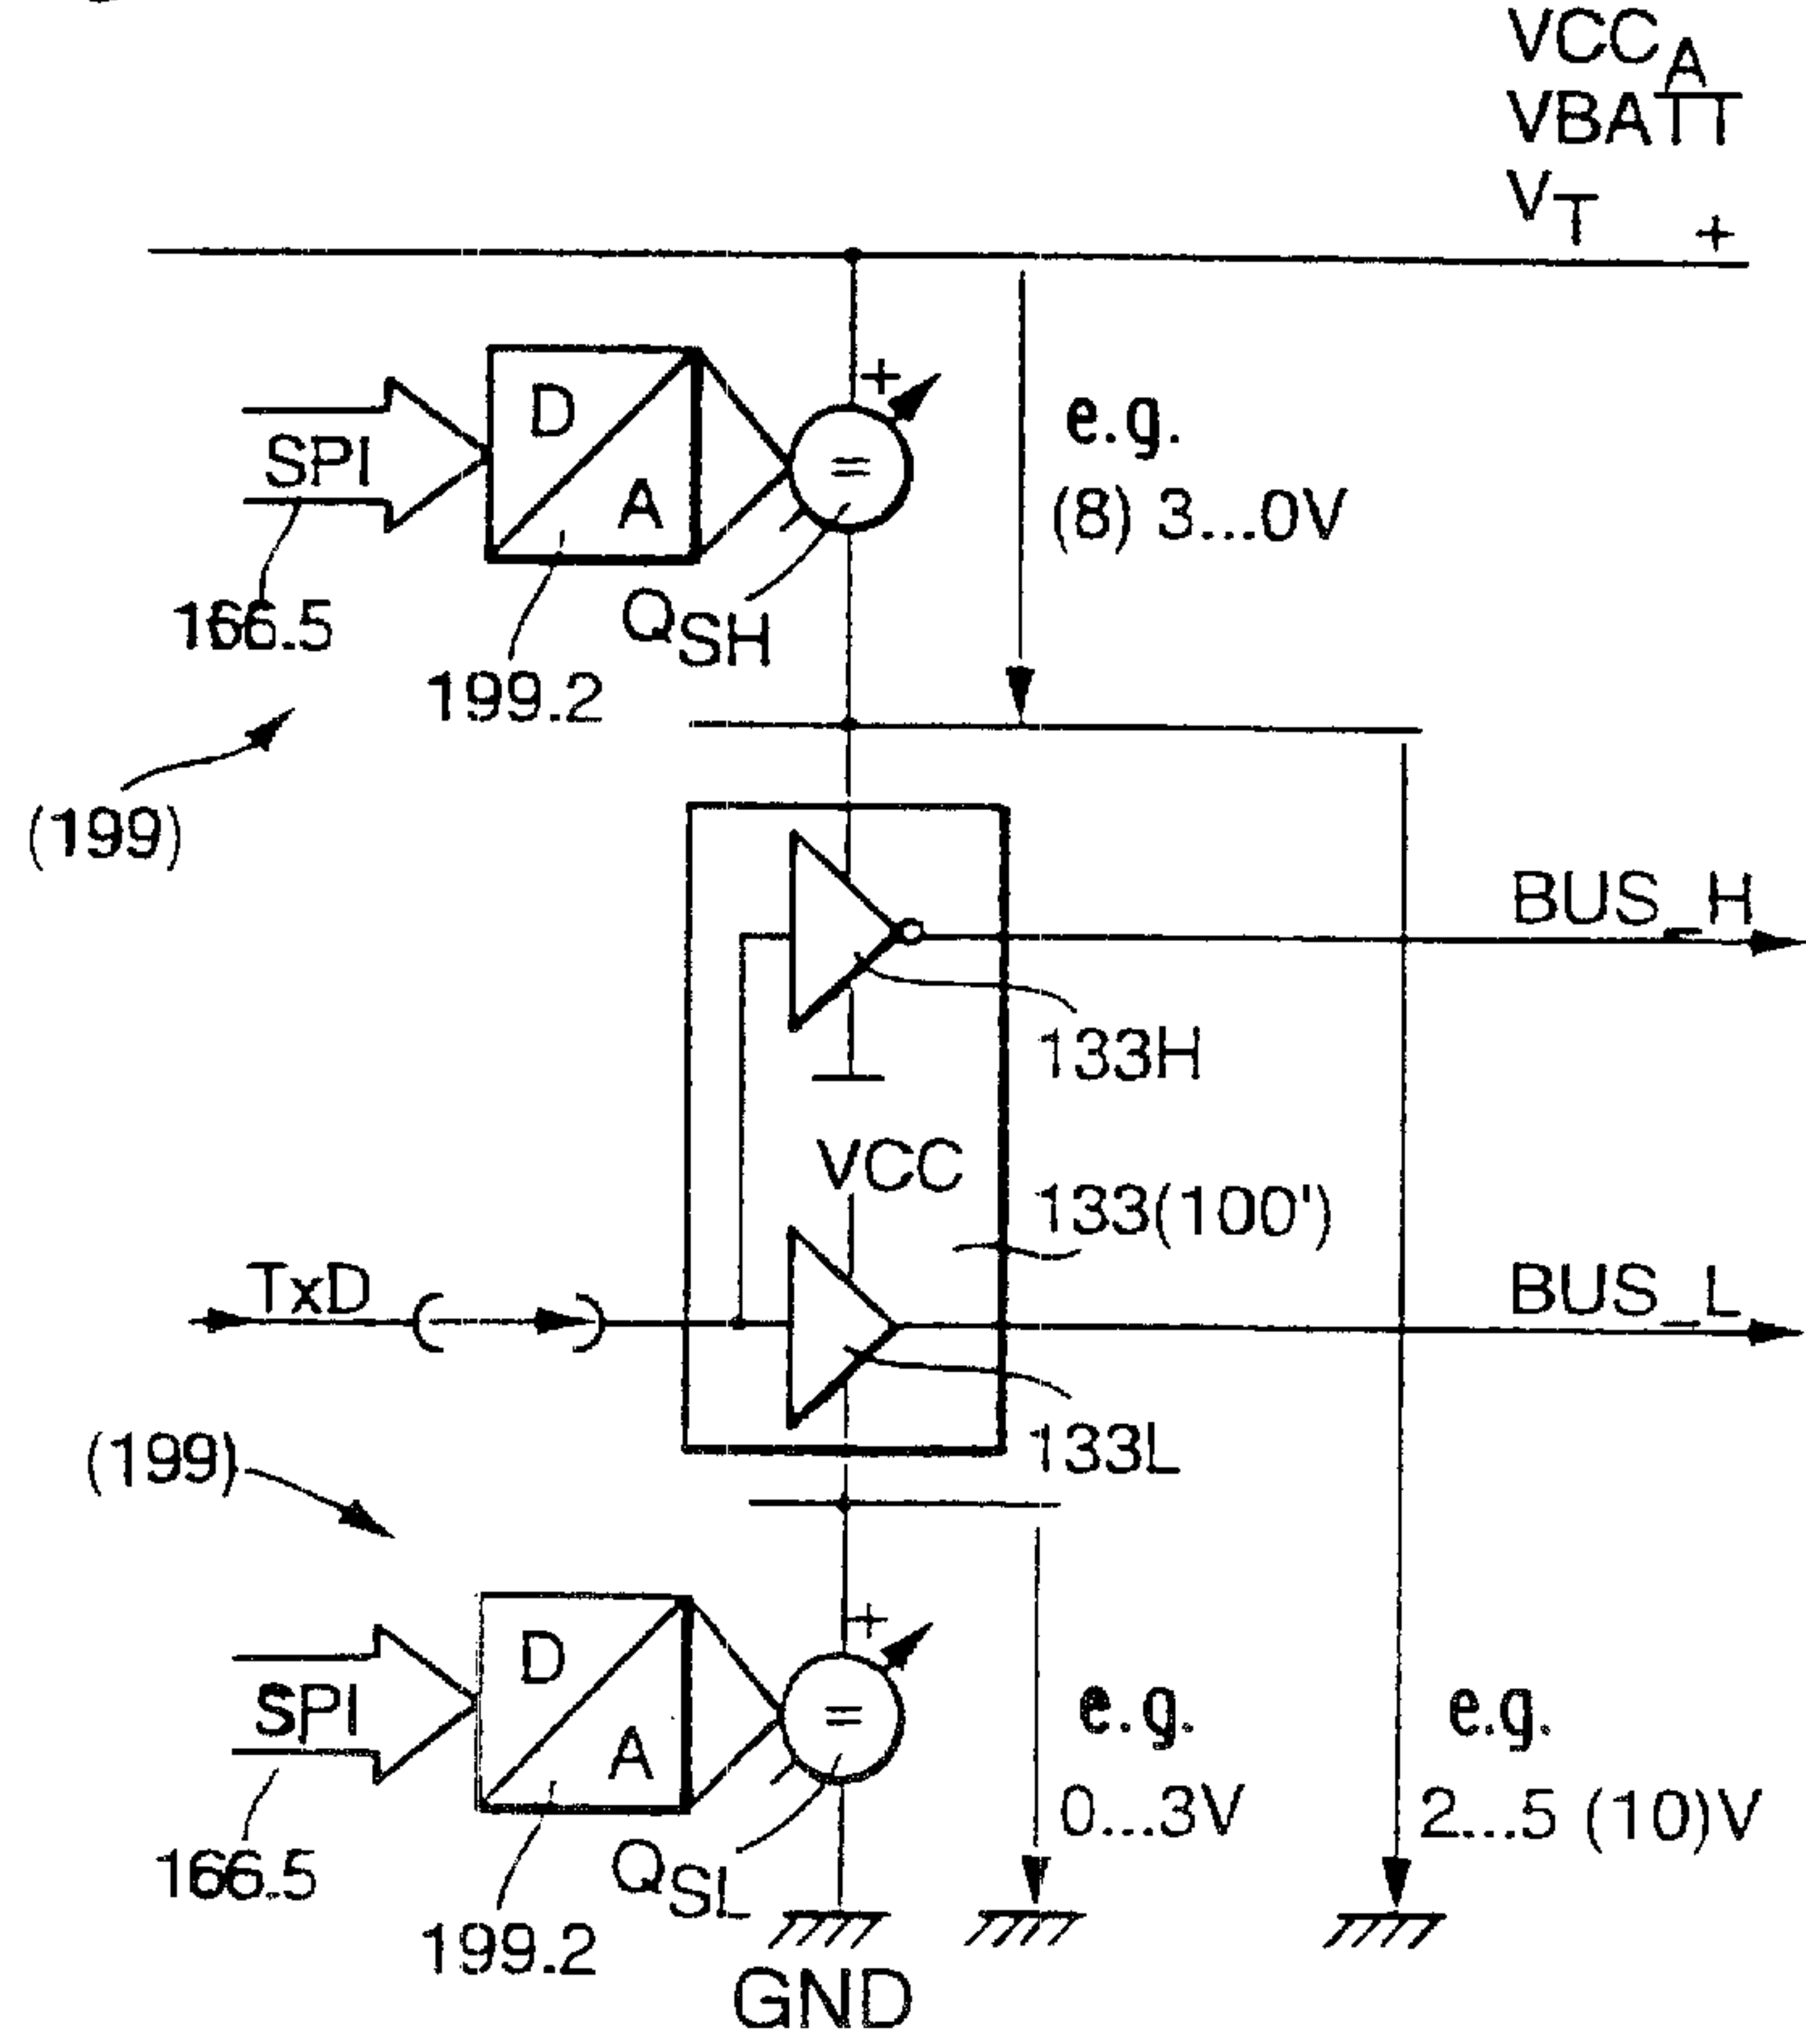 VCCA
VBATT
VT +
D
A
SPI
+
=
e.g.
(8) 3...0V
166.5
199.2
QSH
(199)
BUS_H
133H
VCC
133(100')
TxD
BUS_L
133L
(199)
D
A
SPI
+
=
e.g.
0...3V
e.g.
2...5 (10)V
166.5
199.2
QSL
GND